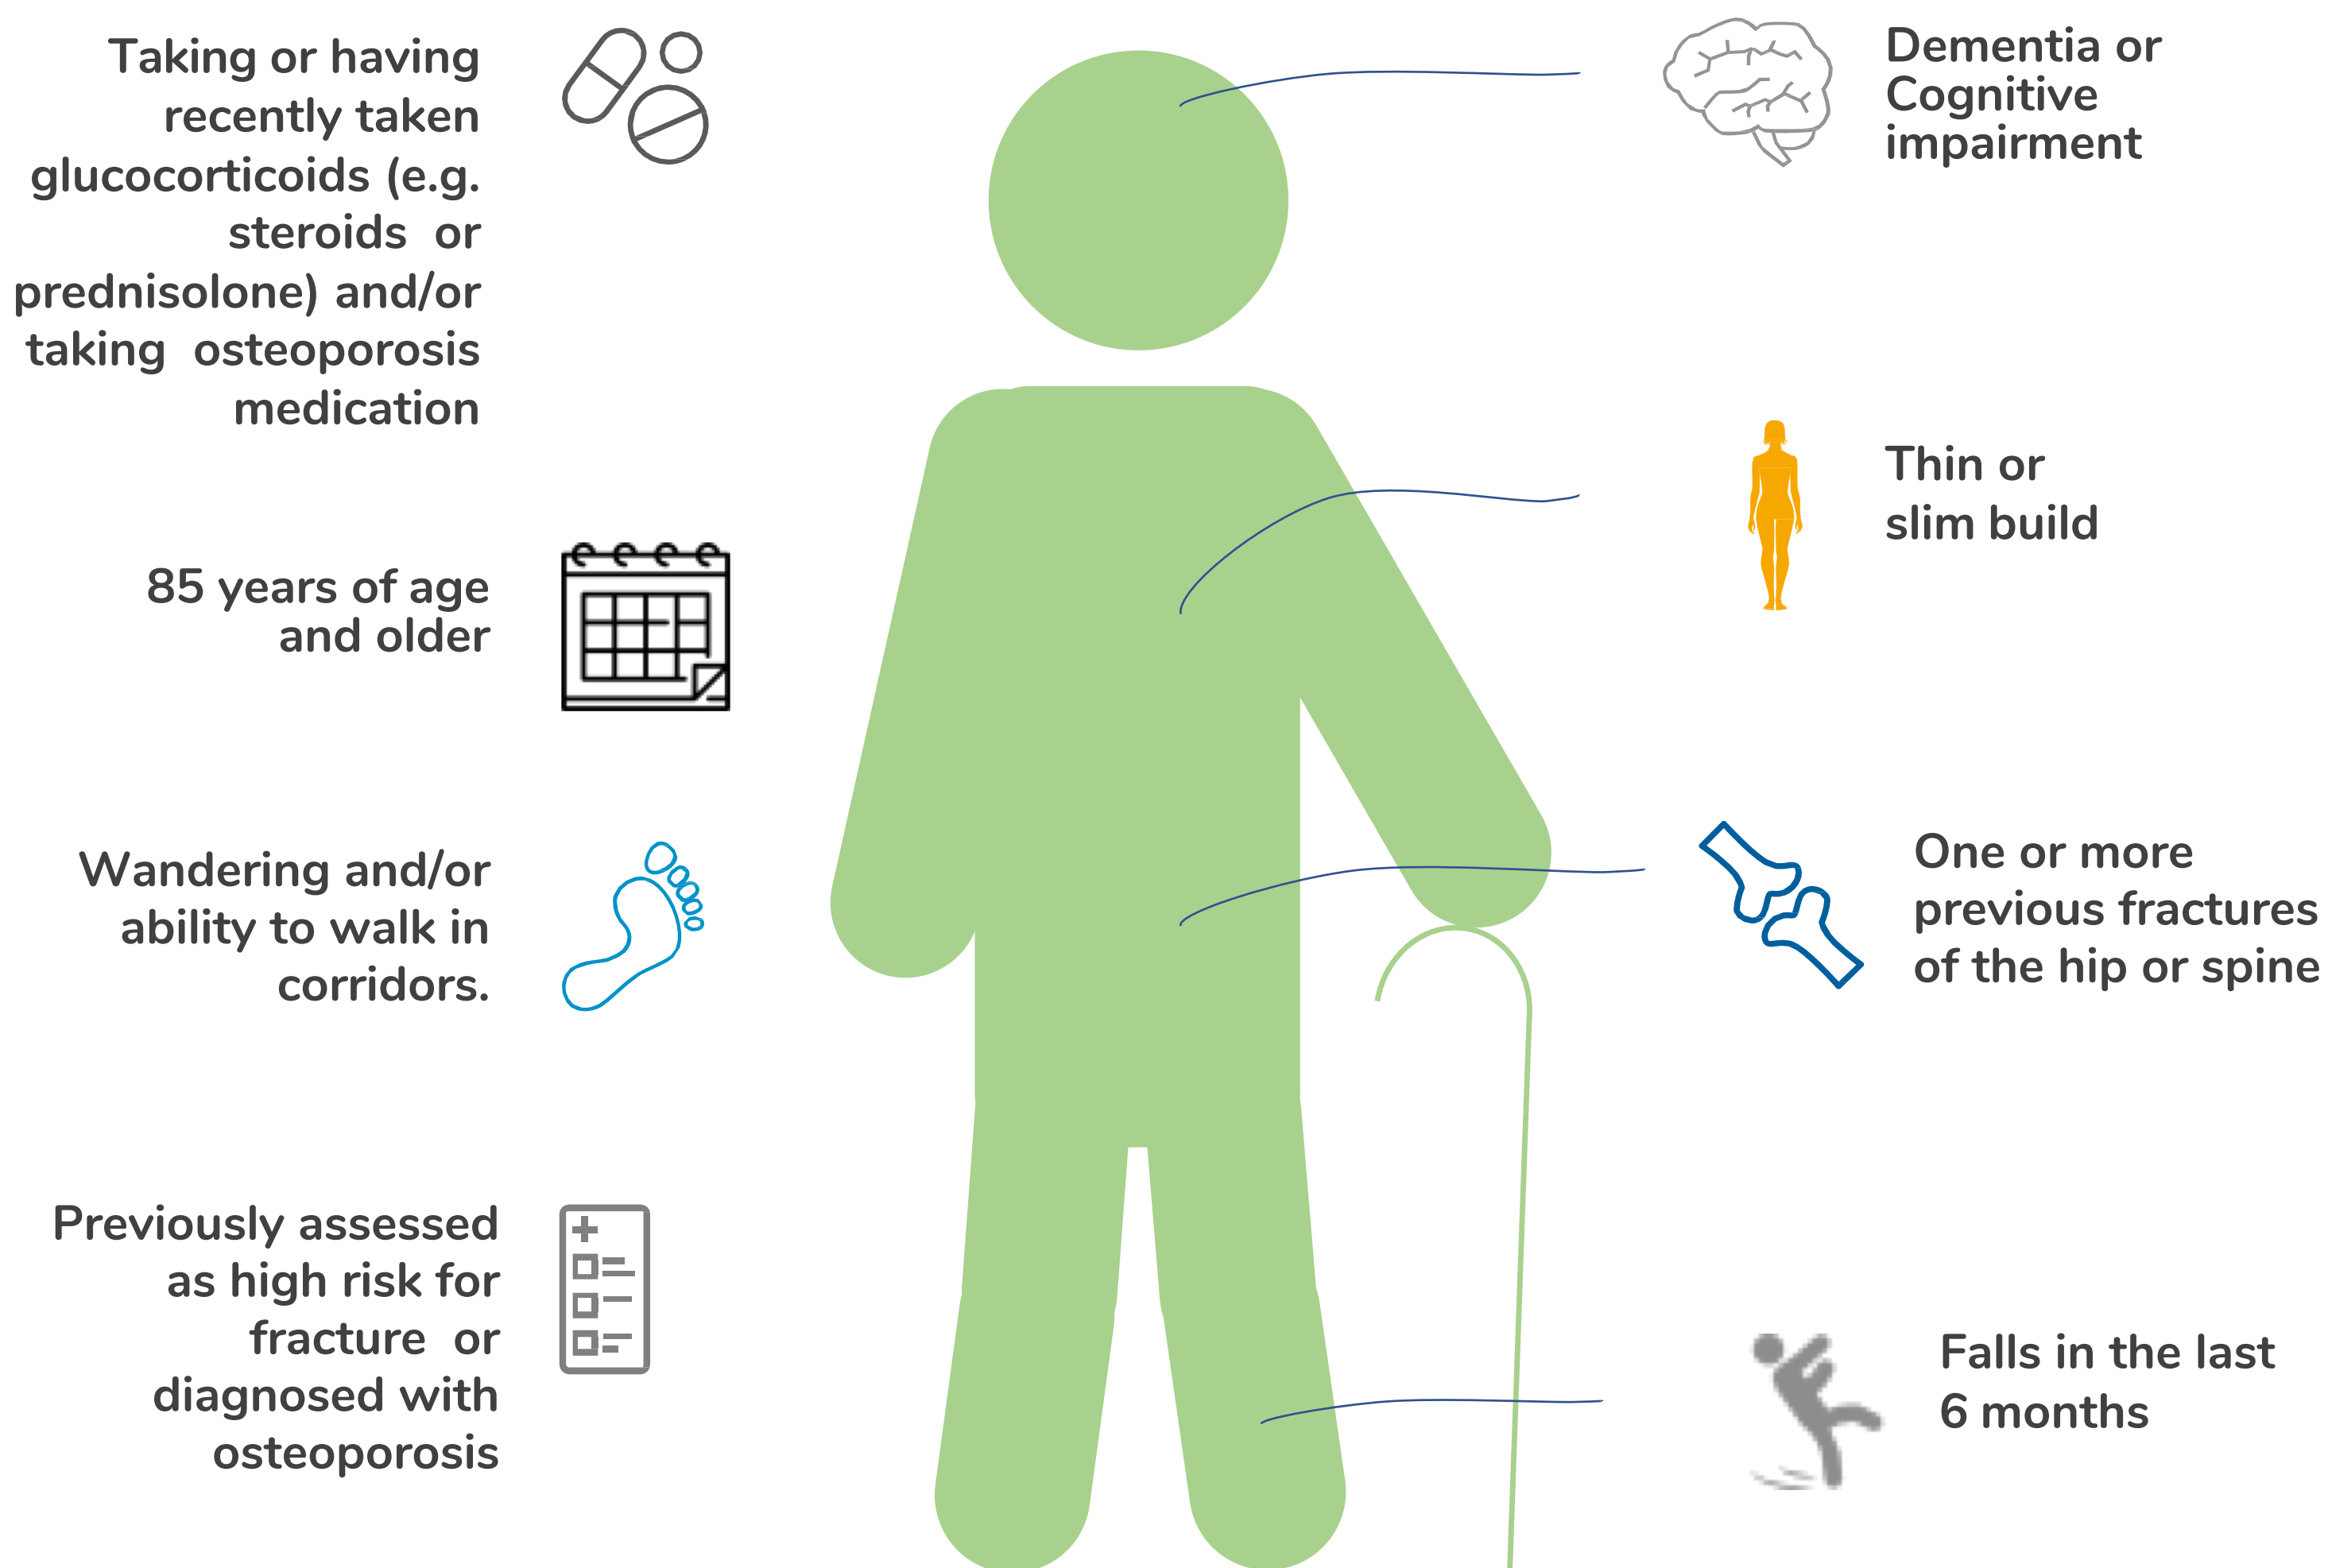 Taking or having
recently taken
glucocorticoids (e.g.
steroids or
prednisolone) and/or
taking osteoporosis
medication
85 years of age
and older
Wandering and/or
ability to walk in
corridors.
Previously assessed
as high risk for
fracture or
diagnosed with
osteoporosis
Dementia or
Cognitive
impairment
Thin or
slim build
One or more
previous fractures
of the hip or spine
Falls in the last
6 months